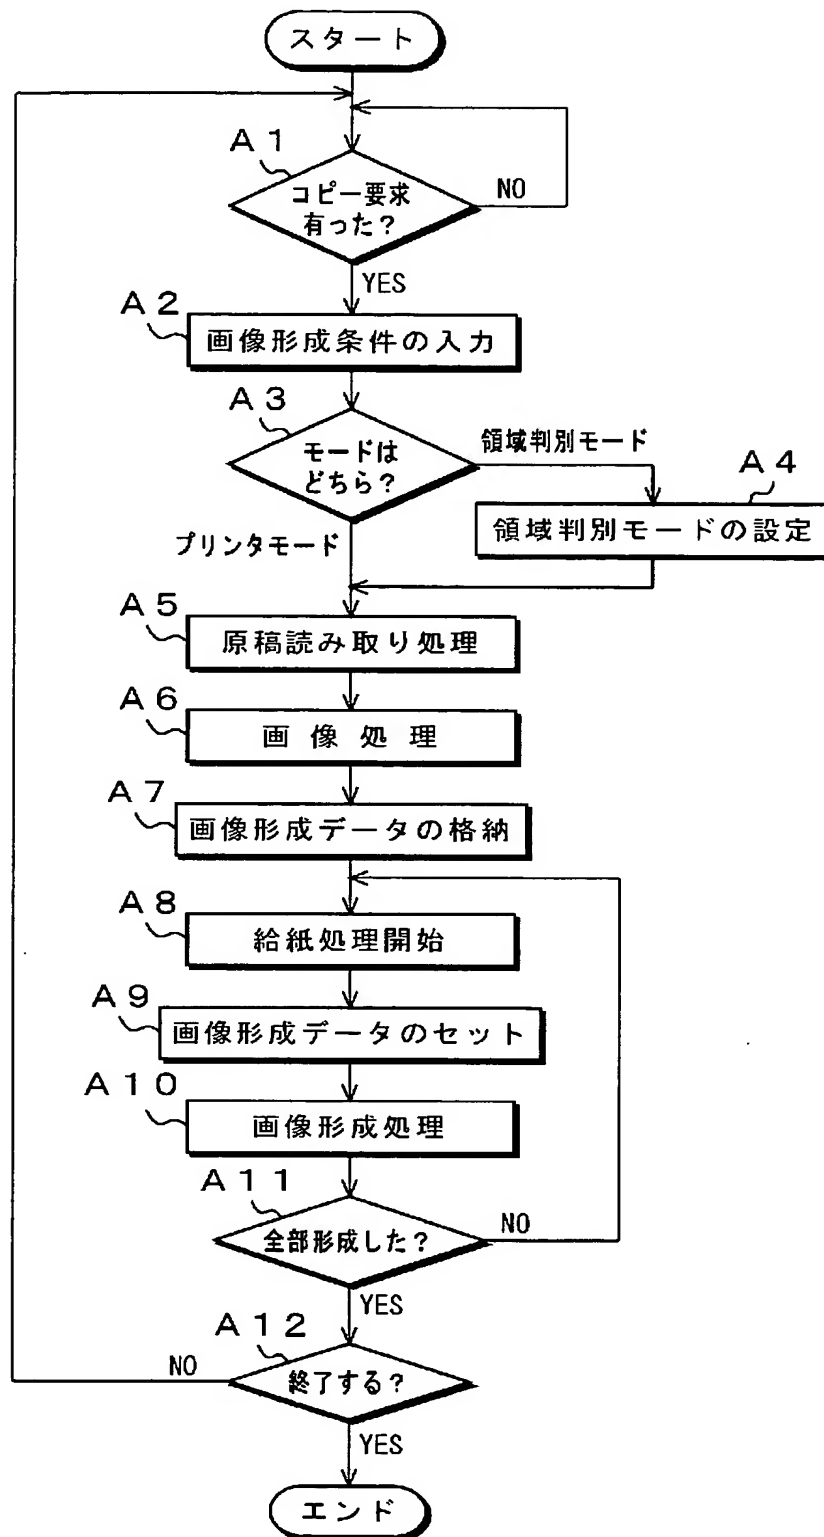 スタート
A1
コピー要求
有った?
NO
YES
A2
画像形成条件の入力
A3
モードは
どちら?
領域判別モード
A4
領域判別モードの設定
プリンタモード
A5
原稿読み取り処理
A6
画像処理
A7
画像形成データの格納
A8
給紙処理開始
A9
画像形成データのセット
A10
画像形成処理
A11
全部形成した?
NO
YES
A12
終了する?
NO
YES
エンド